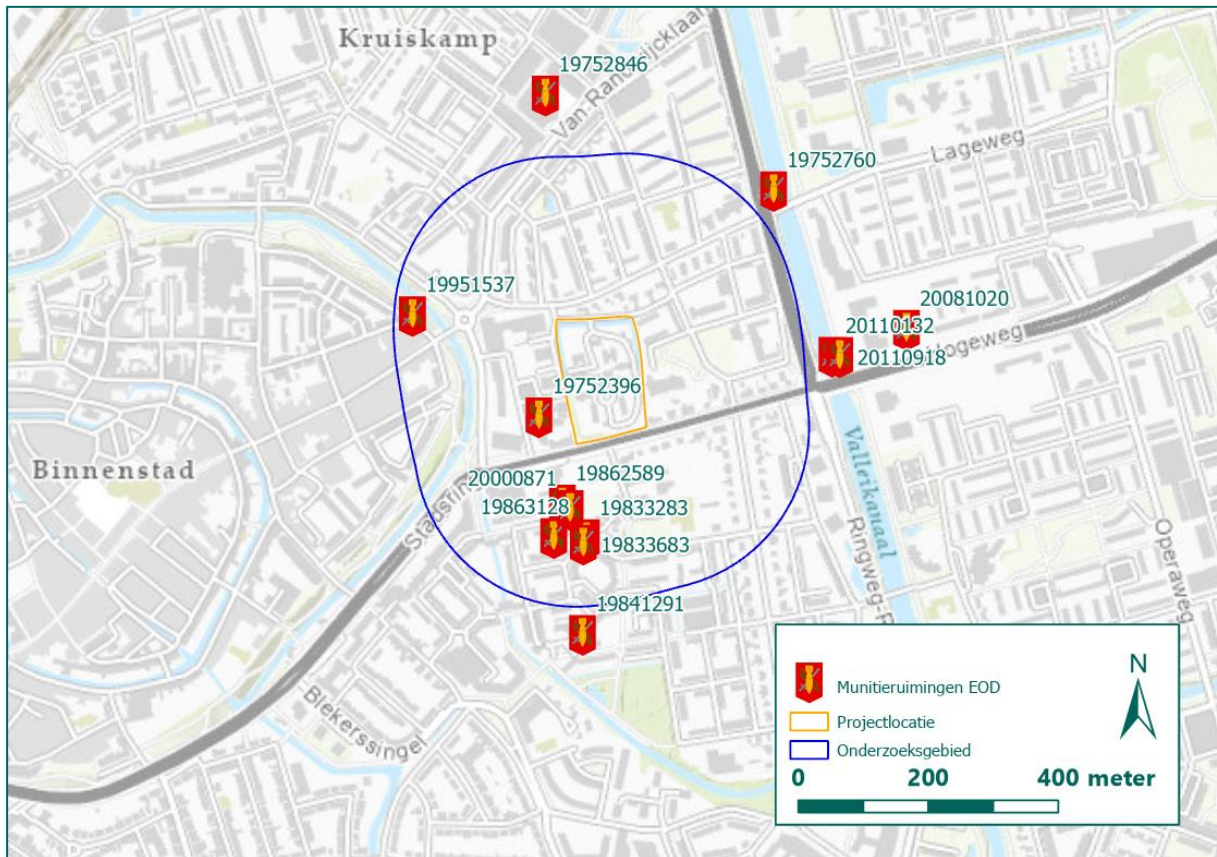 Kruiskamp
19752846
Van Randwijcklaan
19752760
Lageweg
19951537
20081020
20110132
Hogeweg
20110918
19752396
Binnenstad
20000871
19862589
Stadsring
19863128
19833283
19833683
Valleikanaal
Ringweg-R
Operaweg
19841291
Blekerssingel
N
Munitieruimingen EOD
Projectlocatie
Onderzoeksgebied
0 200 400 meter